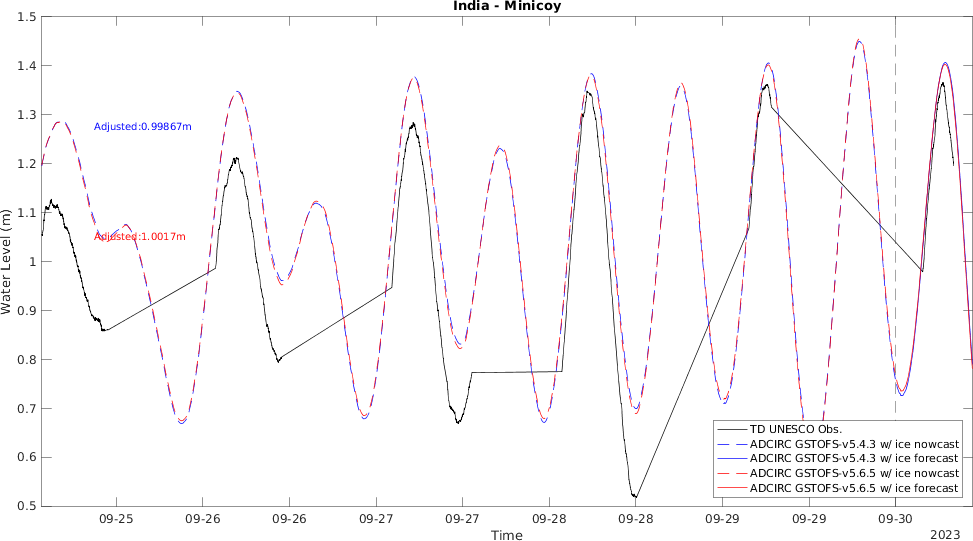 India - Minicoy
1.5
1.4
1.3
1.2
1.1
1
0.9
0.8
0.7
0.6
0.5
Water Level (m)
Adjusted:0.99867m
Adjusted:1.0017m
TD UNESCO Obs.
ADCIRC GSTOFS-v5.4.3 w/ ice nowcast
ADCIRC GSTOFS-v5.4.3 w/ ice forecast
ADCIRC GSTOFS-v5.6.5 w/ ice nowcast
ADCIRC GSTOFS-v5.6.5 w/ ice forecast
09-25 09-26 09-26 09-27 09-27 09-28 09-28 09-29 09-29 09-30
Time
2023